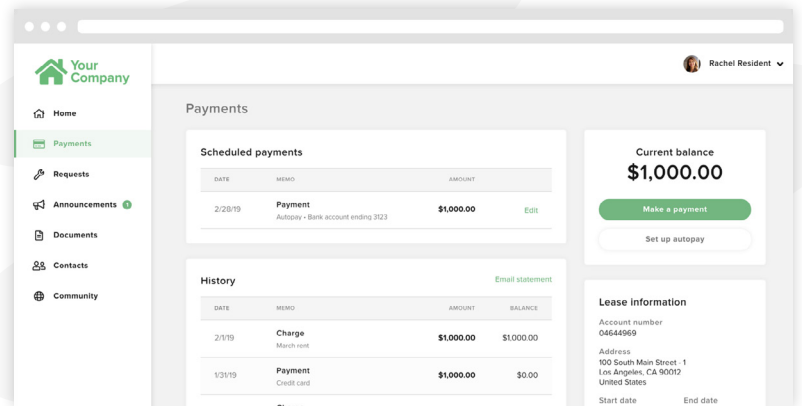 Your
Company
Rachel Resident
Home
Payments
Requests
Announcements 1
Documents
Contacts
Community
Payments
Scheduled payments
DATE MEMO AMOUNT
2/28/19 Payment $1,000.00 Edit
Autopay • Bank account ending 3123
History Email statement
DATE MEMO AMOUNT BALANCE
2/1/19 Charge $1,000.00 $1,000.00
March rent
1/31/19 Payment $1,000.00 $0.00
Credit card
Current balance
$1,000.00
Make a payment
Set up autopay
Lease information
Account number
04644969
Address
100 South Main Street - 1
Los Angeles, CA 90012
United States
Start date End date